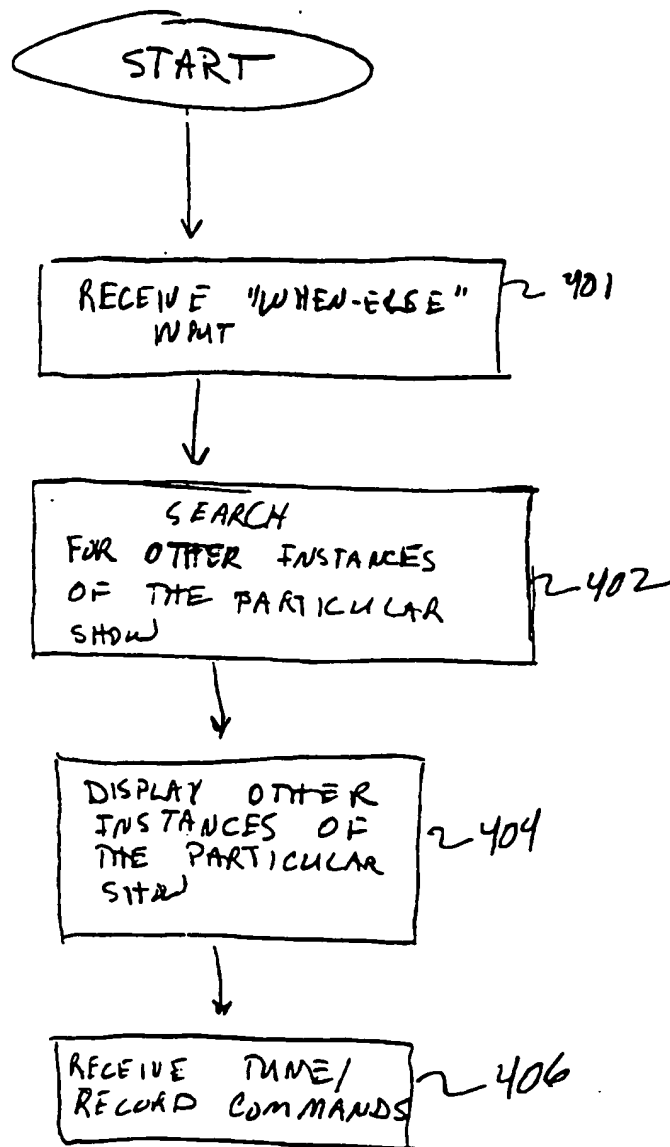 START
RECEIVE "WHEN-ELSE"
INPUT
401
SEARCH
FOR OTHER INSTANCES
OF THE PARTICULAR
SHOW
402
DISPLAY OTHER
INSTANCES OF
THE PARTICULAR
SHOW
404
RECEIVE TUNE/
RECORD COMMANDS
406